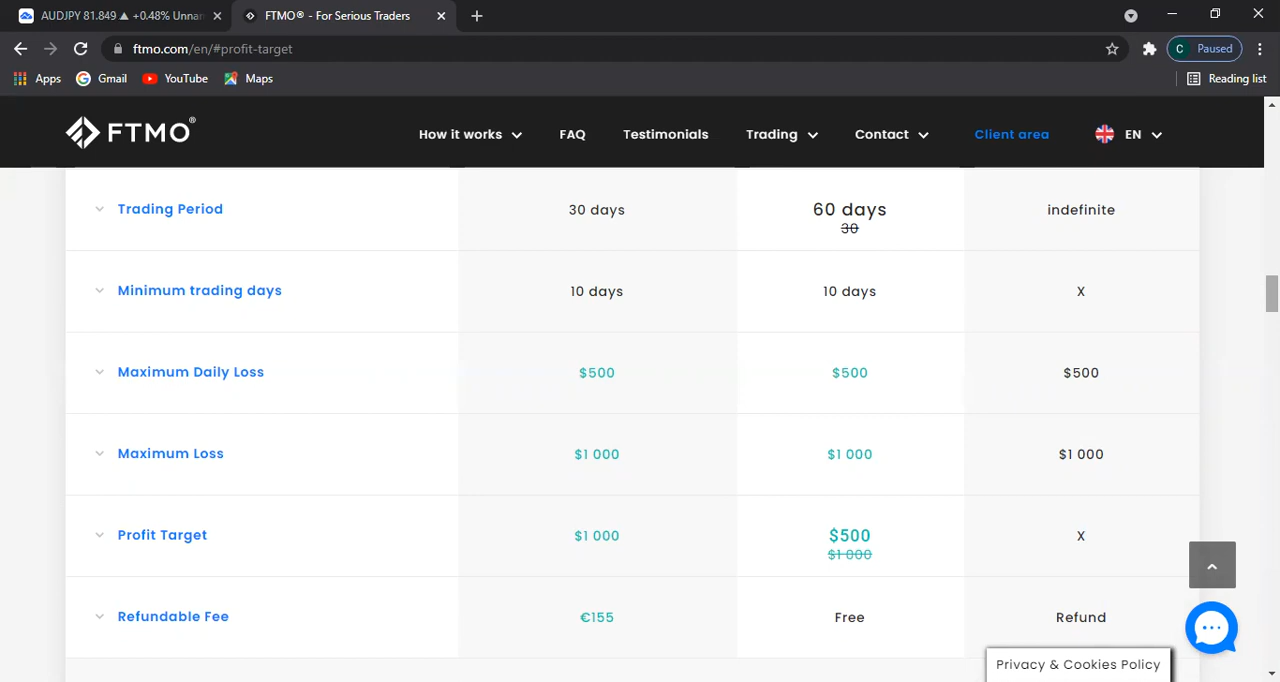 AUDJPY 81.849 ▲ +0.48% Unnar
FTMO® - For Serious Traders
ftmo.com/en/#profit-target
C Paused
Apps Gmail YouTube Maps Reading list
FTMO®
How it works FAQ Testimonials Trading Contact Client area EN
Trading Period 30 days 60 days indefinite
30
Minimum trading days 10 days 10 days X
Maximum Daily Loss $500 $500 $500
Maximum Loss $1 000 $1 000 $1 000
Profit Target $1 000 $500 X
$1 000
Refundable Fee €155 Free Refund
Privacy & Cookies Policy